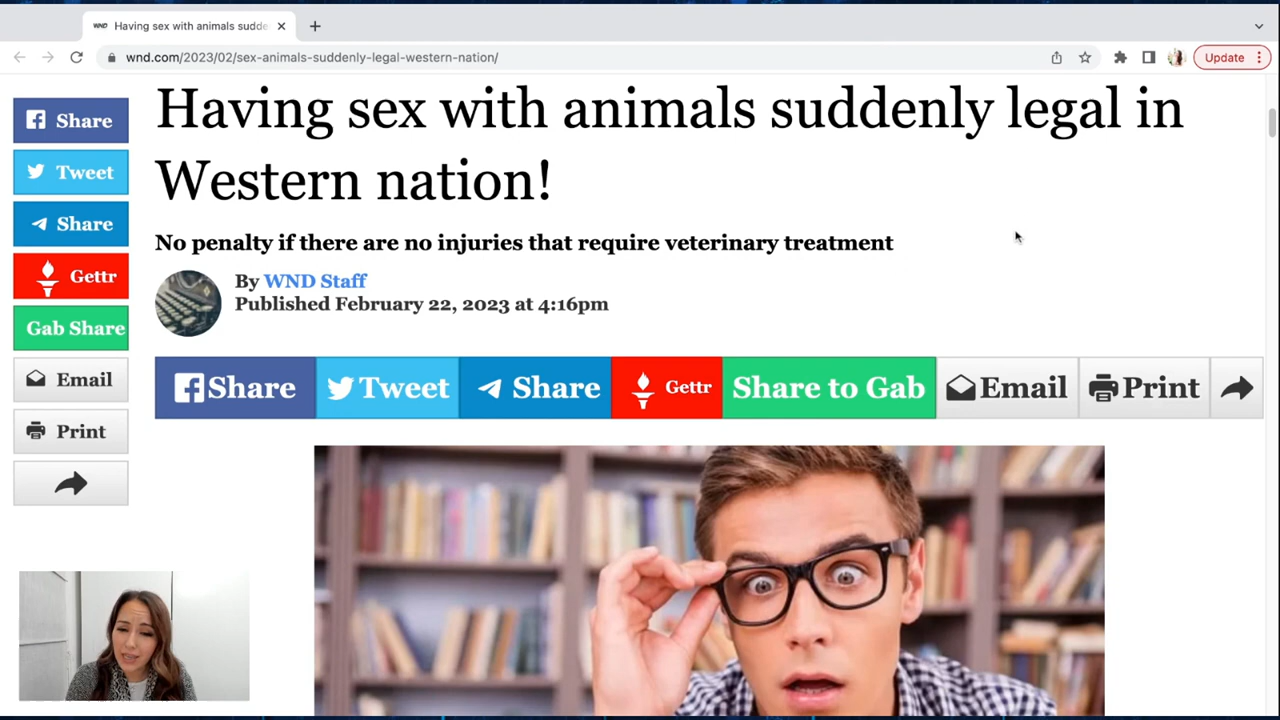 Having sex with animals sudde
wnd.com/2023/02/sex-animals-suddenly-legal-western-nation/
Update
Having sex with animals suddenly legal in
Western nation!
No penalty if there are no injuries that require veterinary treatment
By WND Staff
Published February 22, 2023 at 4:16pm
Share
Tweet
Share
Gettr
Gab Share
Email
Print
Share
Tweet
Share
Gettr
Share to Gab
Email
Print